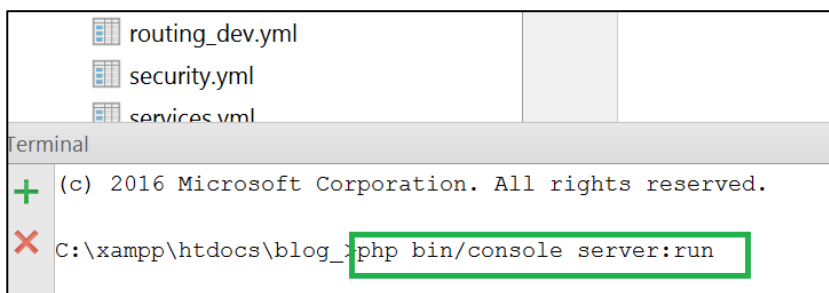 routing_dev.yml
security.yml
services.yml
Terminal
(c) 2016 Microsoft Corporation. All rights reserved.
C:\xampp\htdocs\blog_>php bin/console server:run